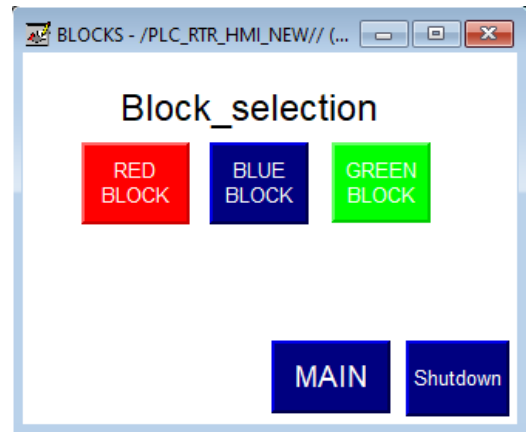 BLOCKS - /PLC_RTR_HMI_NEW// (...
Block_selection
RED
BLOCK
BLUE
BLOCK
GREEN
BLOCK
MAIN
Shutdown